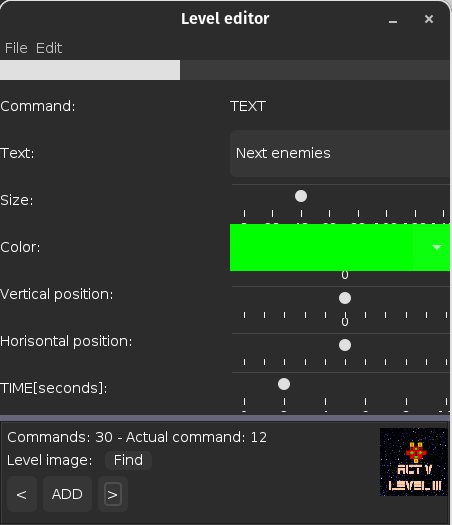 Level editor
File Edit
Command: TEXT
Text: Next enemies
Size:
Color:
0
Vertical position:
0
Horisontal position:
TIME[seconds]:
Commands: 30 - Actual command: 12
Level image: Find
< ADD >
ACT V
LEVEL III